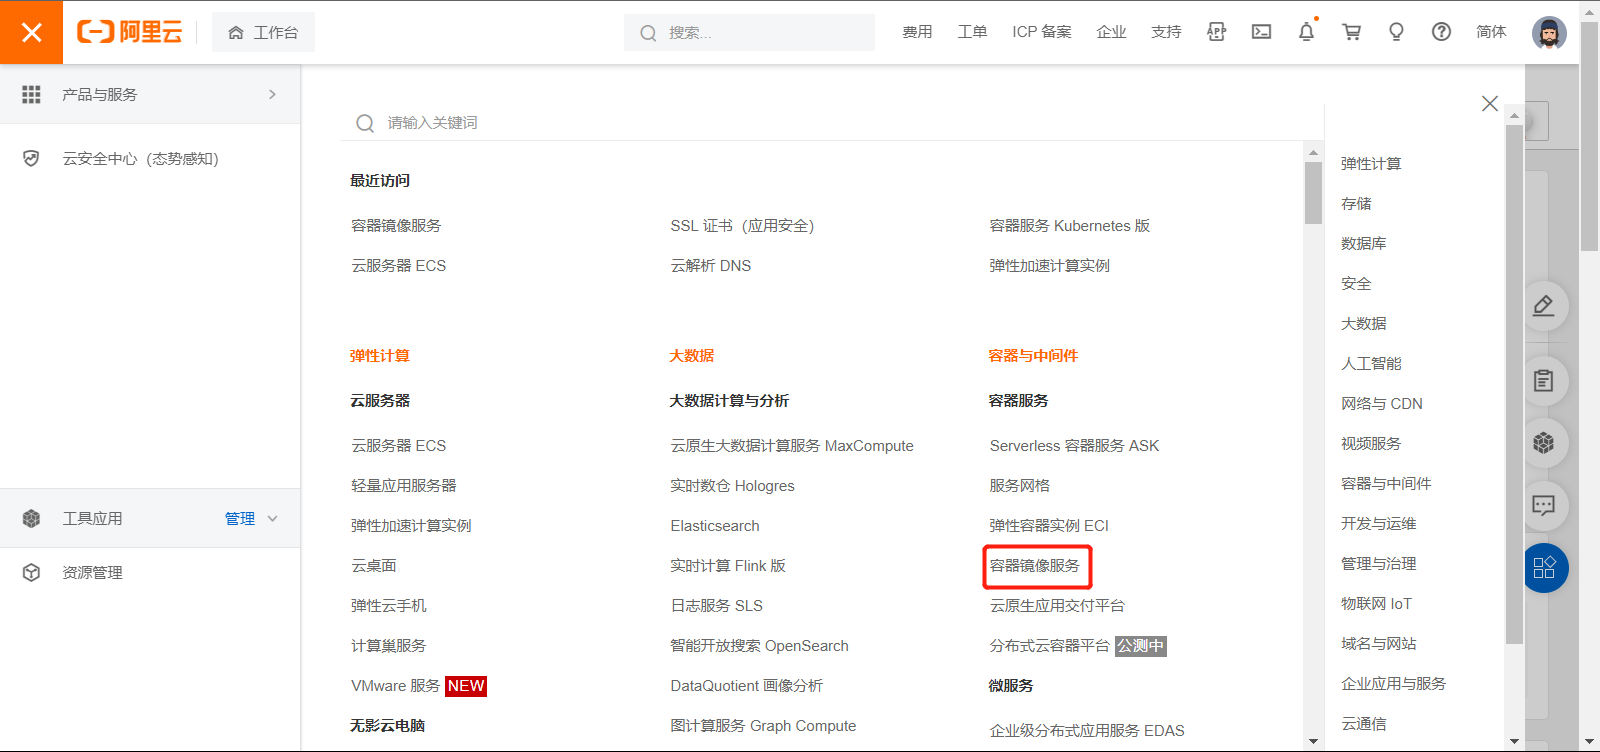 阿里云
工作台
搜索...
费用
工单
ICP 备案
企业
支持
APP
简体
产品与服务
云安全中心（态势感知）
工具应用
管理
资源管理
请输入关键词
最近访问
容器镜像服务
SSL 证书（应用安全）
容器服务 Kubernetes 版
云服务器 ECS
云解析 DNS
弹性加速计算实例
弹性计算
云服务器
云服务器 ECS
轻量应用服务器
弹性加速计算实例
云桌面
弹性云手机
计算巢服务
VMware 服务 NEW
无影云电脑
大数据
大数据计算与分析
云原生大数据计算服务 MaxCompute
实时数仓 Hologres
Elasticsearch
实时计算 Flink 版
日志服务 SLS
智能开放搜索 OpenSearch
DataQuotient 画像分析
图计算服务 Graph Compute
容器与中间件
容器服务
Serverless 容器服务 ASK
服务网格
弹性容器实例 ECI
容器镜像服务
云原生应用交付平台
分布式云容器平台 公测中
微服务
企业级分布式应用服务 EDAS
弹性计算
存储
数据库
安全
大数据
人工智能
网络与 CDN
视频服务
容器与中间件
开发与运维
管理与治理
物联网 IoT
域名与网站
企业应用与服务
云通信